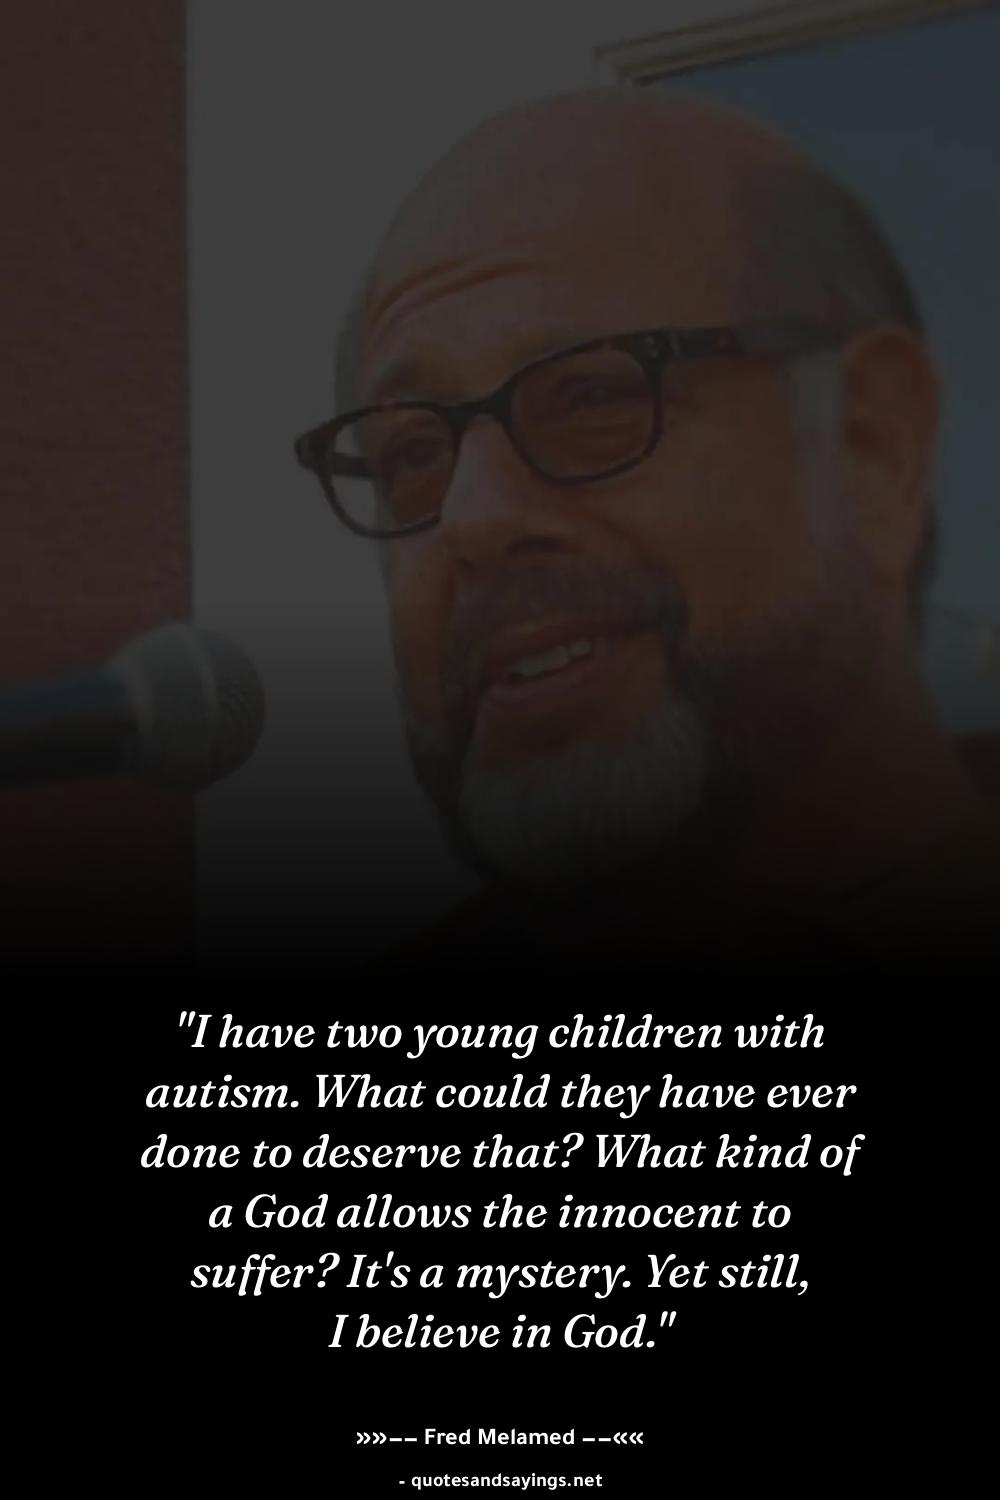 "I have two young children with
autism. What could they have ever
done to deserve that? What kind of
a God allows the innocent to
suffer? It's a mystery. Yet still,
I believe in God."
»»–– Fred Melamed ––««
- quotesandsayings.net